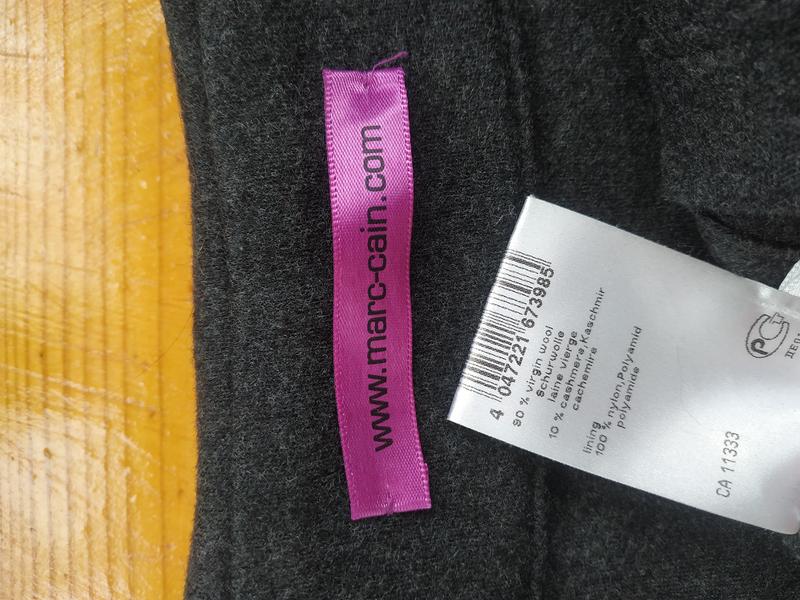 www.marc-cain.com
4 047221 673985
90 % virgin wool
Schurwolle
laine vierge
10 % cashmere,Kaschmir
cachemire
lining
100 % nylon,Polyamid
polyamide
CA 11333